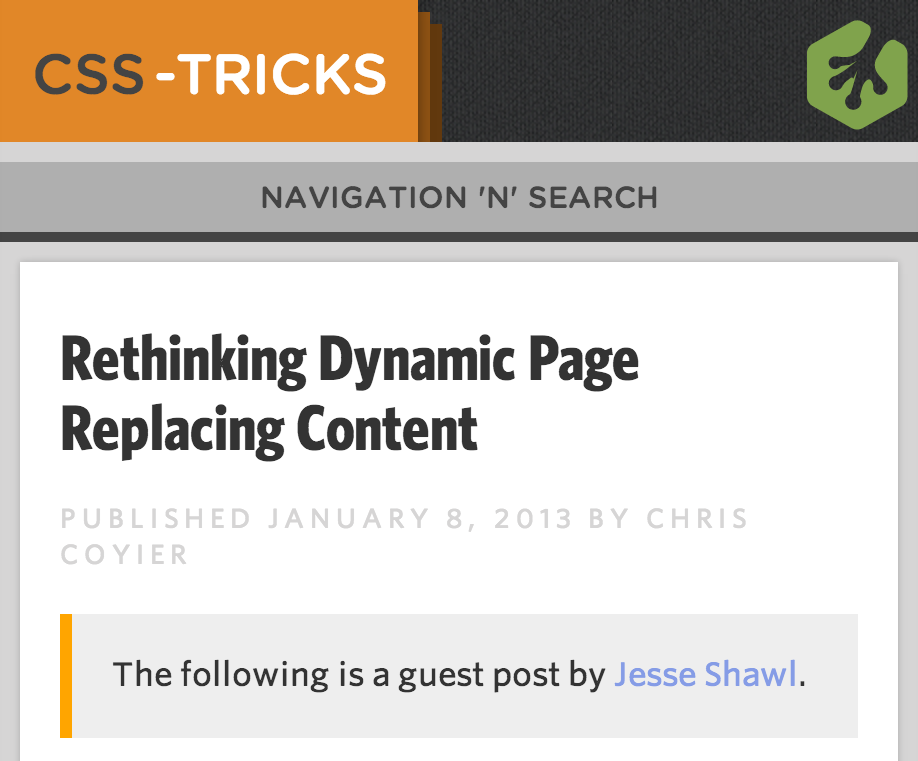 CSS-TRICKS
NAVIGATION 'N' SEARCH
Rethinking Dynamic Page
Replacing Content
PUBLISHED JANUARY 8, 2013 BY CHRIS
COYIER
The following is a guest post by Jesse Shawl.